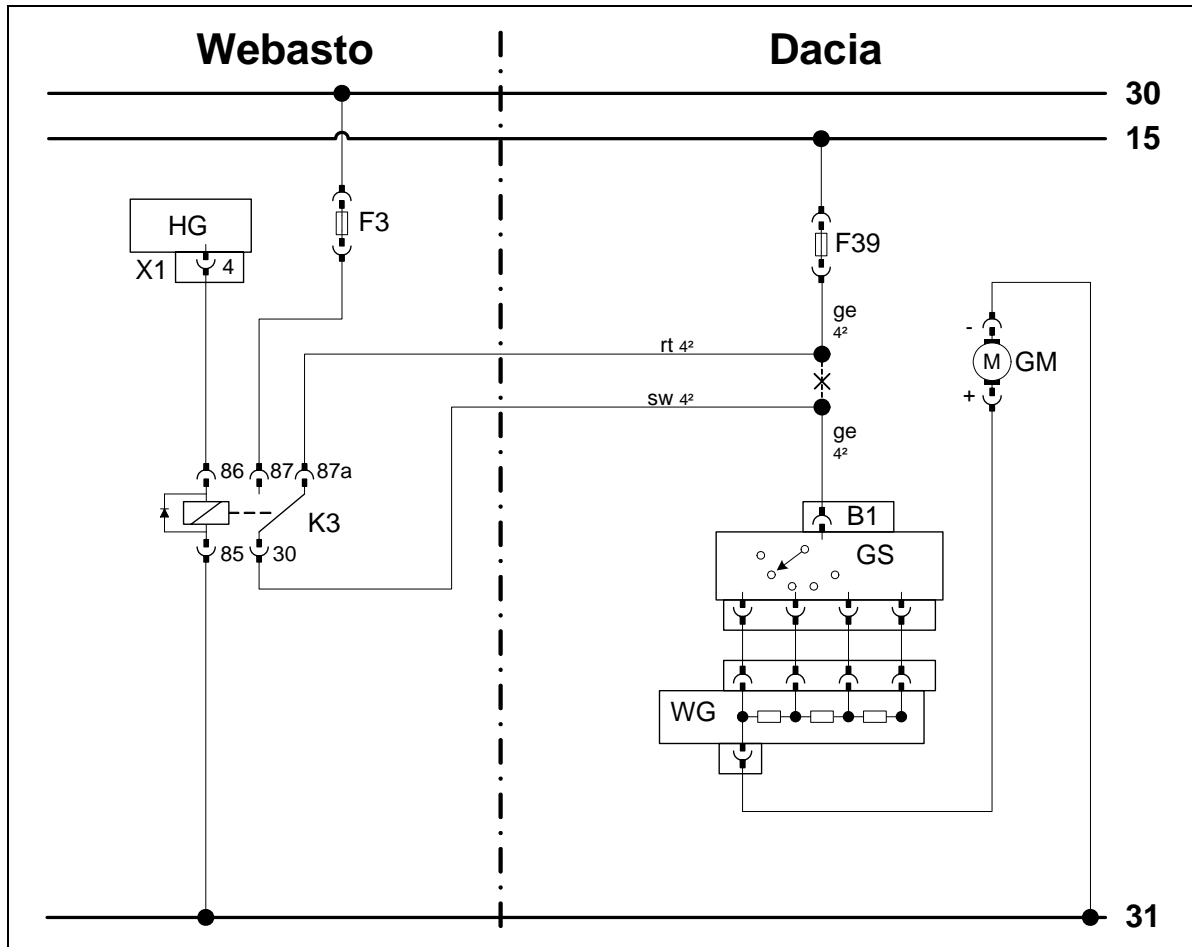 Webasto Dacia
30
15
HG
F3
X1 4
F39
ge
4²
rt 4²
sw 4²
-
M GM
+
ge
4²
86 87 87a
K3
85 30
B1
GS
WG
31